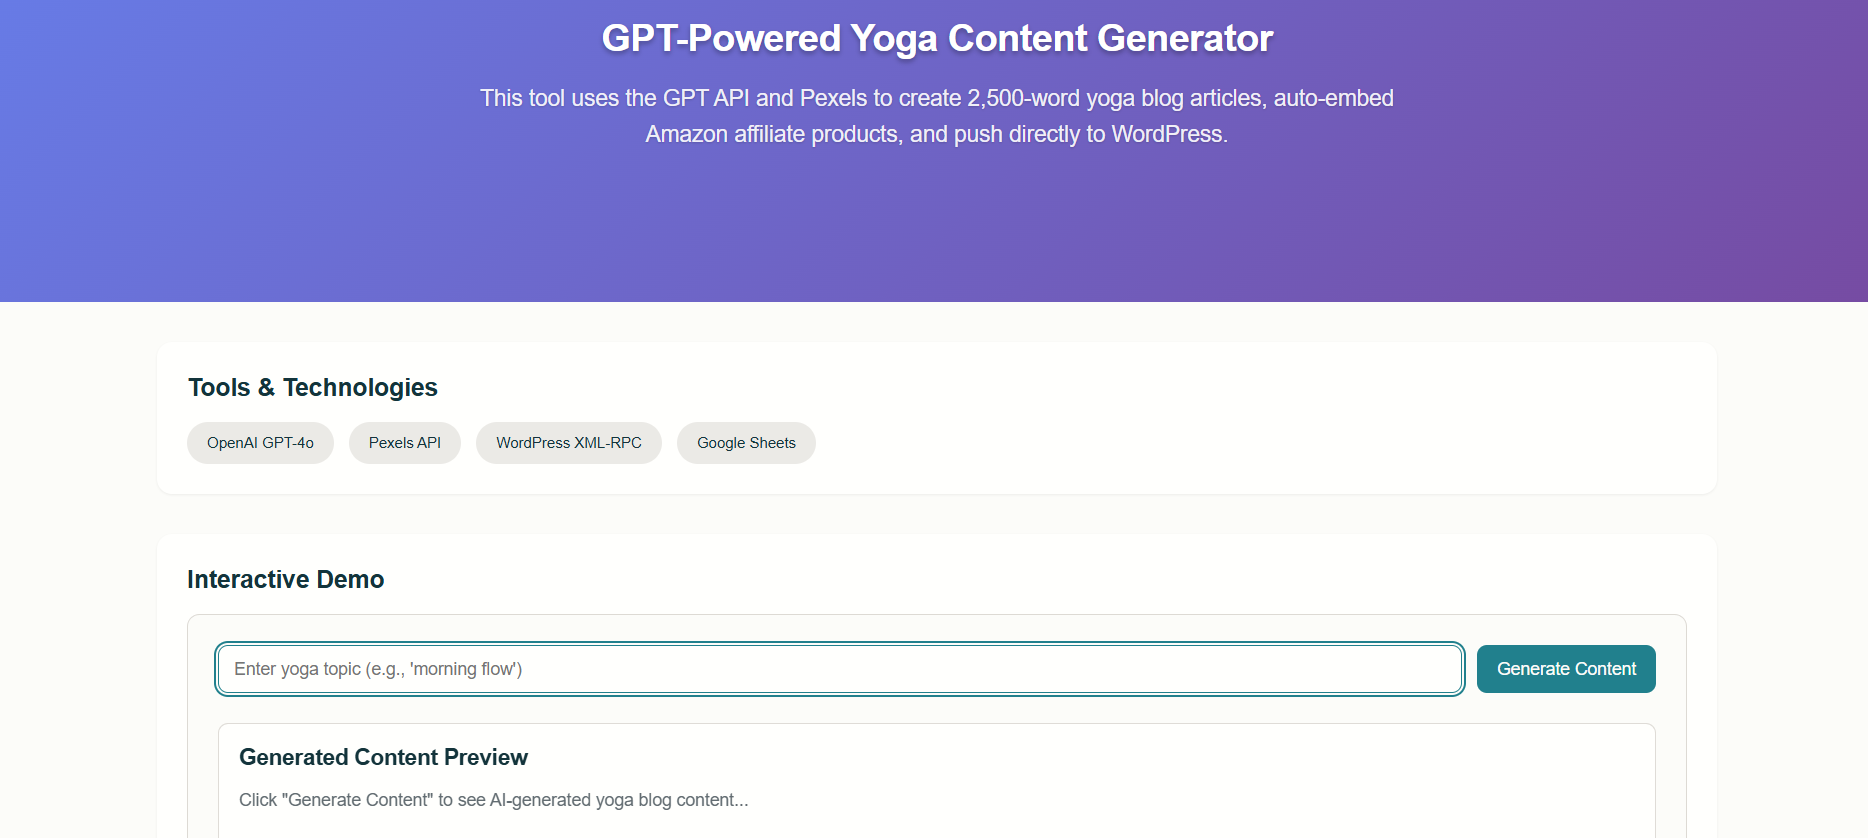 GPT-Powered Yoga Content Generator
This tool uses the GPT API and Pexels to create 2,500-word yoga blog articles, auto-embed
Amazon affiliate products, and push directly to WordPress.
Tools & Technologies
OpenAI GPT-4o
Pexels API
WordPress XML-RPC
Google Sheets
Interactive Demo
Enter yoga topic (e.g., 'morning flow')
Generate Content
Generated Content Preview
Click "Generate Content" to see AI-generated yoga blog content...